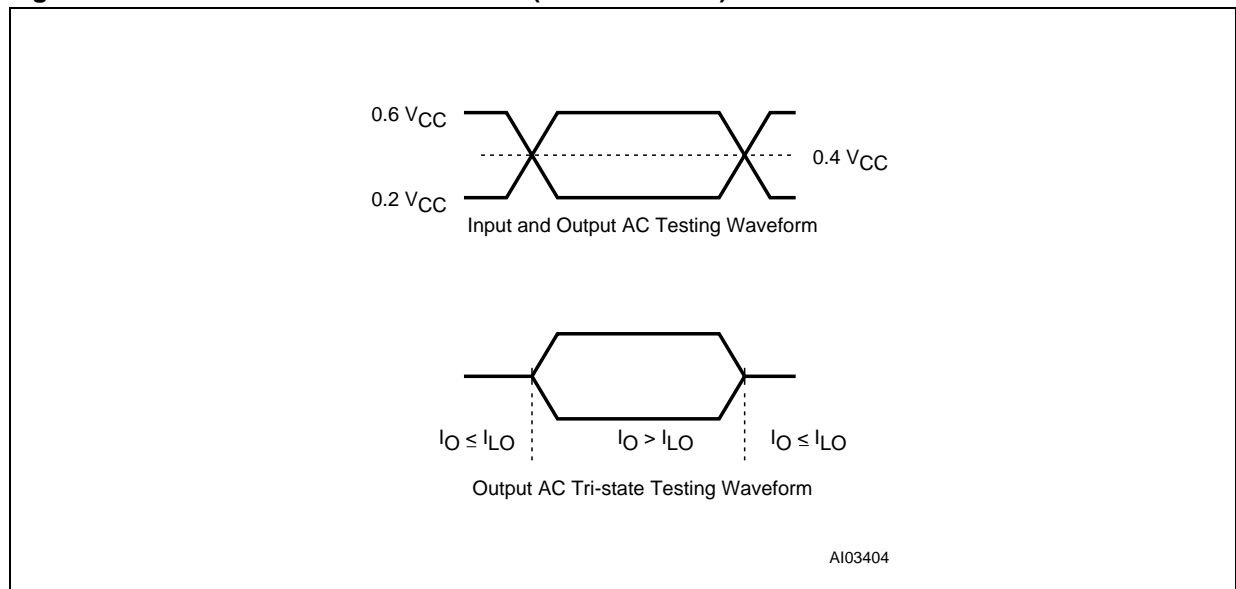 0.6 VCC
0.4 VCC
0.2 VCC
Input and Output AC Testing Waveform
IO ≤ ILO IO > ILO IO ≤ ILO
Output AC Tri-state Testing Waveform
AI03404